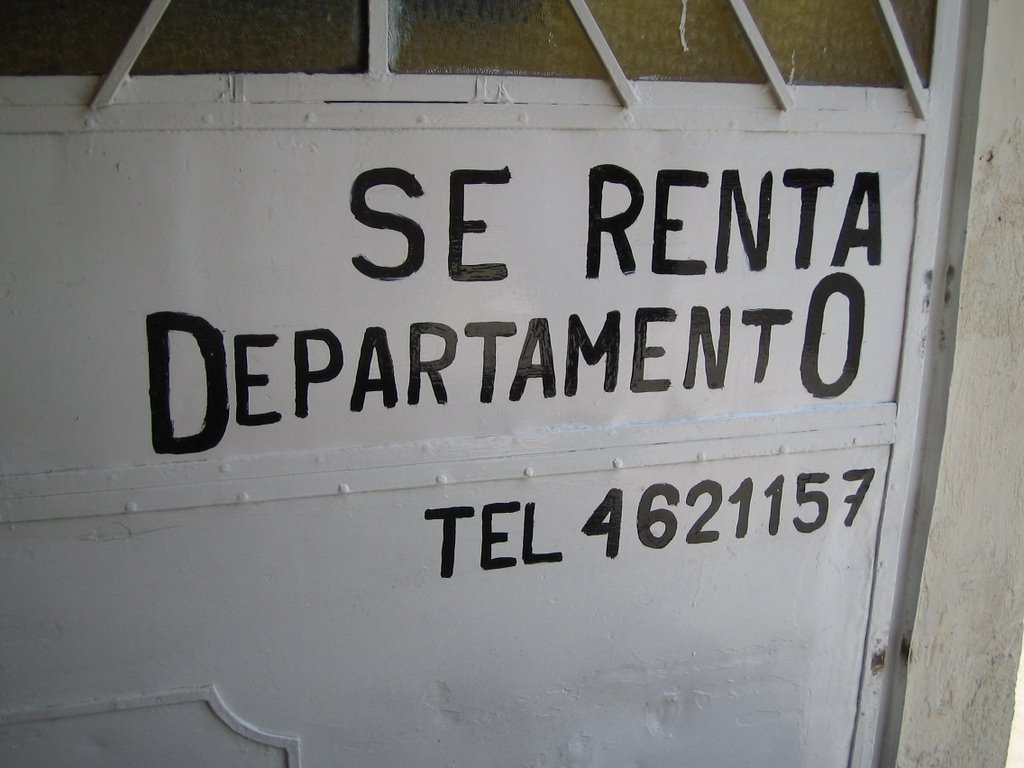 SE RENTA
DEPARTAMENTO
TEL 4621157